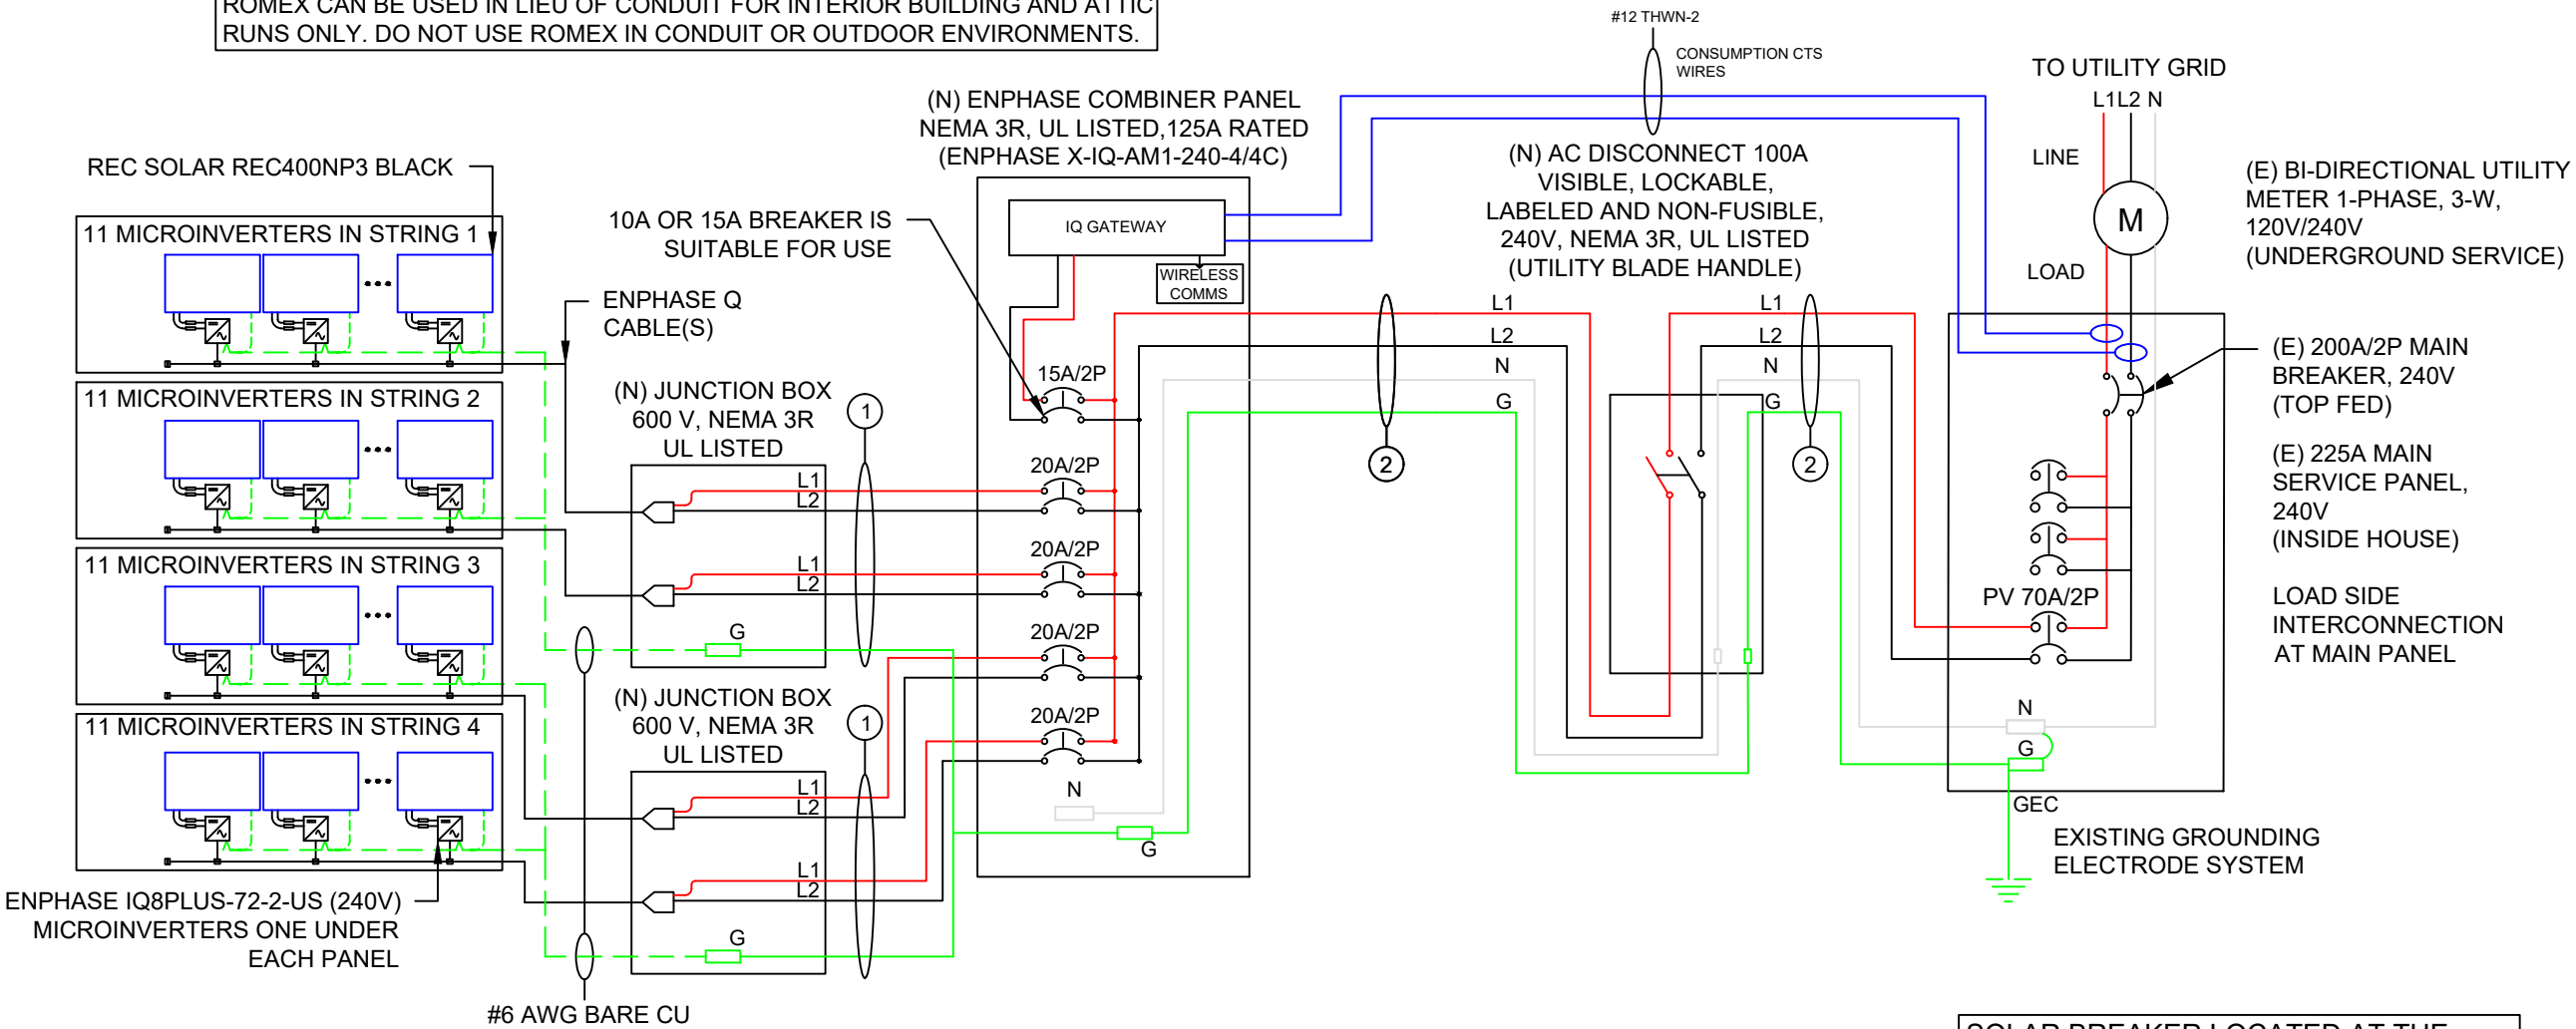 ROMEX CAN BE USED IN LIEU OF CONDUIT FOR INTERIOR BUILDING AND ATTIC
RUNS ONLY. DO NOT USE ROMEX IN CONDUIT OR OUTDOOR ENVIRONMENTS.
#12 THWN-2
CONSUMPTION CTS
WIRES
TO UTILITY GRID
L1L2 N
LINE
M
LOAD
(E) BI-DIRECTIONAL UTILITY
METER 1-PHASE, 3-W,
120V/240V
(UNDERGROUND SERVICE)
(N) ENPHASE COMBINER PANEL
NEMA 3R, UL LISTED,125A RATED
(ENPHASE X-IQ-AM1-240-4/4C)
(N) AC DISCONNECT 100A
VISIBLE, LOCKABLE,
LABELED AND NON-FUSIBLE,
240V, NEMA 3R, UL LISTED
(UTILITY BLADE HANDLE)
REC SOLAR REC400NP3 BLACK
10A OR 15A BREAKER IS
SUITABLE FOR USE
IQ GATEWAY
WIRELESS
COMMS
11 MICROINVERTERS IN STRING 1
ENPHASE Q
CABLE(S)
11 MICROINVERTERS IN STRING 2
11 MICROINVERTERS IN STRING 3
11 MICROINVERTERS IN STRING 4
(N) JUNCTION BOX
600 V, NEMA 3R
UL LISTED
1
L1
L2
L1
L2
G
(N) JUNCTION BOX
600 V, NEMA 3R
UL LISTED
1
L1
L2
L1
L2
G
15A/2P
20A/2P
20A/2P
20A/2P
20A/2P
N
G
L1
L2
N
G
2
L1
L2
N
G
2
(E) 200A/2P MAIN
BREAKER, 240V
(TOP FED)
(E) 225A MAIN
SERVICE PANEL,
240V
(INSIDE HOUSE)
PV 70A/2P
LOAD SIDE
INTERCONNECTION
AT MAIN PANEL
N
G
GEC
EXISTING GROUNDING
ELECTRODE SYSTEM
ENPHASE IQ8PLUS-72-2-US (240V)
MICROINVERTERS ONE UNDER
EACH PANEL
#6 AWG BARE CU
SOLAR BREAKER LOCATED AT THE